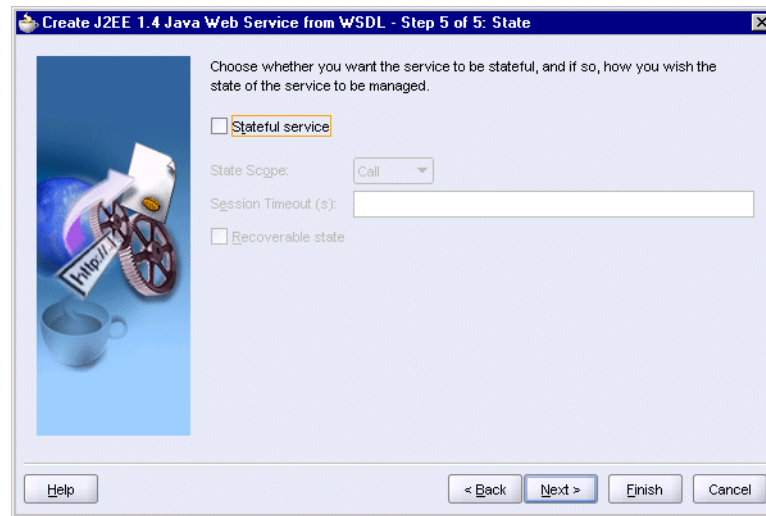 Create J2EE 1.4 Java Web Service from WSDL - Step 5 of 5: State
Choose whether you want the service to be stateful, and if so, how you wish the
state of the service to be managed.
Stateful service
State Scope: Call
Session Timeout (s):
Recoverable state
http://
Help < Back Next > Finish Cancel